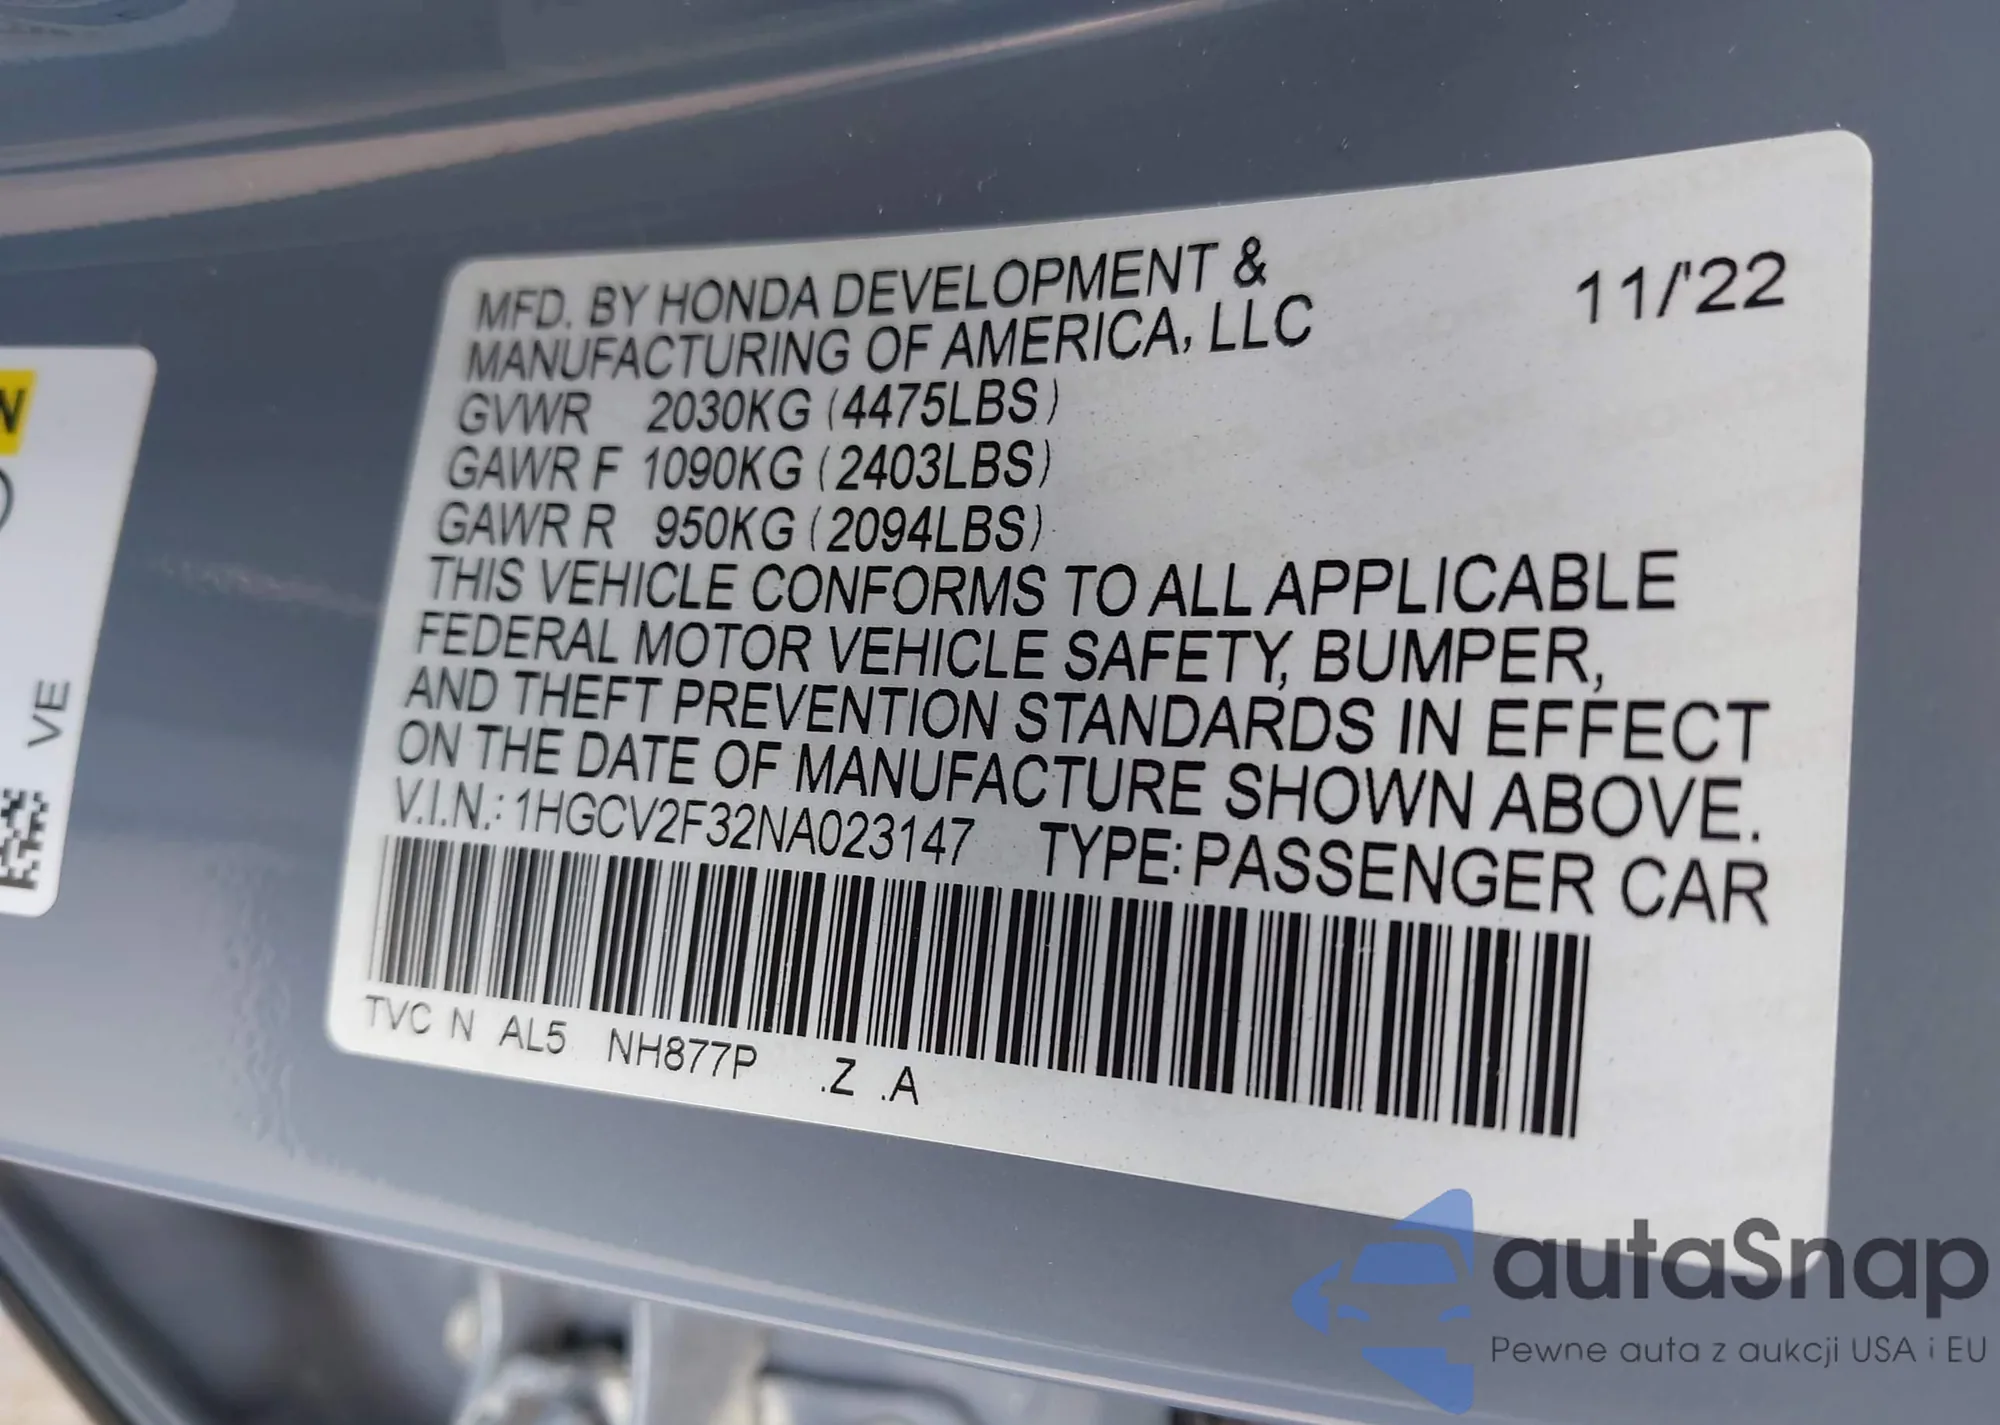 MFD. BY HONDA DEVELOPMENT &
MANUFACTURING OF AMERICA, LLC
11/'22
GVWR 2030KG (4475LBS)
GAWR F 1090KG (2403LBS)
GAWR R 950KG (2094LBS)
THIS VEHICLE CONFORMS TO ALL APPLICABLE
FEDERAL MOTOR VEHICLE SAFETY, BUMPER,
AND THEFT PREVENTION STANDARDS IN EFFECT
ON THE DATE OF MANUFACTURE SHOWN ABOVE.
V.I.N.: 1HGCV2F32NA023147 TYPE: PASSENGER CAR
TVC N AL5 NH877P .Z .A
N
VE
autaSnap
Pewne auta z aukcji USA i EU